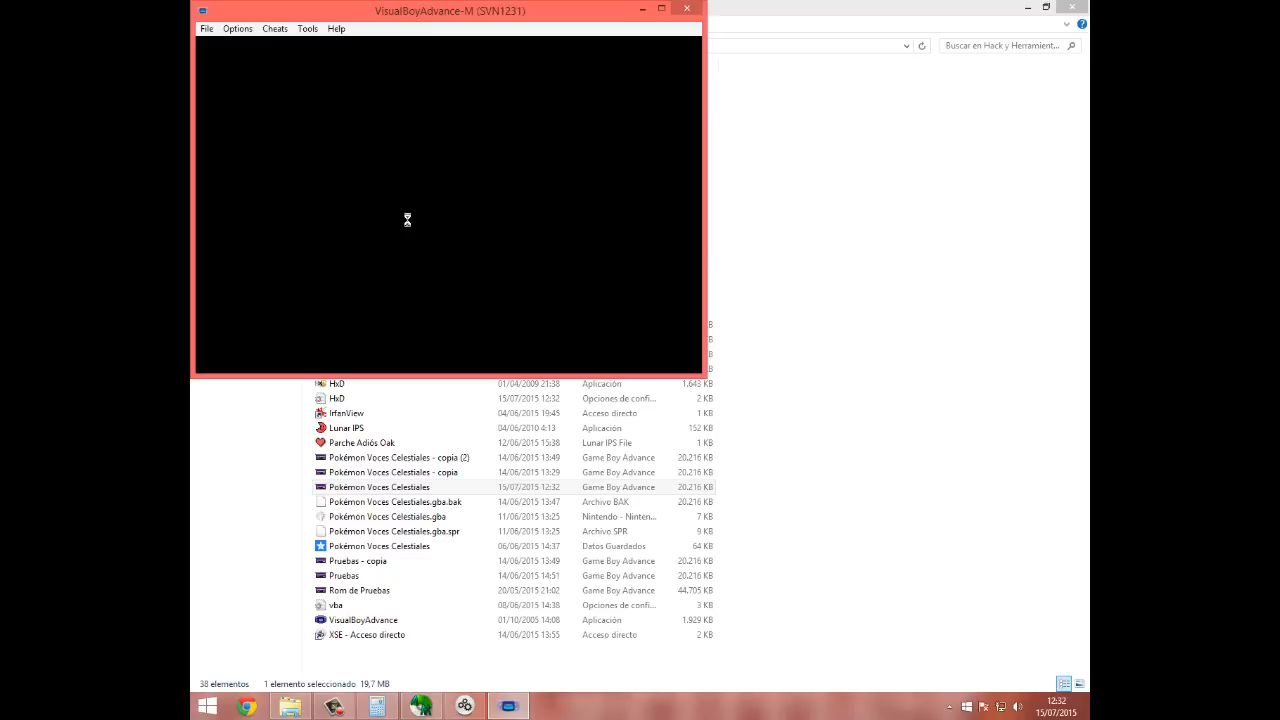 VisualBoyAdvance-M (SVN1231)
File Options Cheats Tools Help
Buscar en Hack y Herramient...
B
B
B
B
HxD 01/04/2009 21:38 Aplicación 1.643 KB
HxD 15/07/2015 12:32 Opciones de confi... 2 KB
IrfanView 04/06/2015 19:45 Acceso directo 1 KB
Lunar IPS 04/06/2010 4:13 Aplicación 152 KB
Parche Adiós Oak 12/06/2015 15:38 Lunar IPS File 1 KB
Pokémon Voces Celestiales - copia (2) 14/06/2015 13:49 Game Boy Advance 20.216 KB
Pokémon Voces Celestiales - copia 14/06/2015 13:29 Game Boy Advance 20.216 KB
Pokémon Voces Celestiales 15/07/2015 12:32 Game Boy Advance 20.216 KB
Pokémon Voces Celestiales.gba.bak 14/06/2015 13:47 Archivo BAK 20.216 KB
Pokémon Voces Celestiales.gba 11/06/2015 13:25 Nintendo - Ninten... 7 KB
Pokémon Voces Celestiales.gba.spr 11/06/2015 13:25 Archivo SPR 9 KB
Pokémon Voces Celestiales 06/06/2015 14:37 Datos Guardados 64 KB
Pruebas - copia 14/06/2015 13:49 Game Boy Advance 20.216 KB
Pruebas 14/06/2015 14:51 Game Boy Advance 20.216 KB
Rom de Pruebas 20/05/2015 21:02 Game Boy Advance 44.705 KB
vba 08/06/2015 14:38 Opciones de confi... 3 KB
VisualBoyAdvance 01/10/2005 14:08 Aplicación 1.929 KB
XSE - Acceso directo 14/06/2015 13:55 Acceso directo 2 KB
38 elementos 1 elemento seleccionado 19,7 MB
12:32
15/07/2015